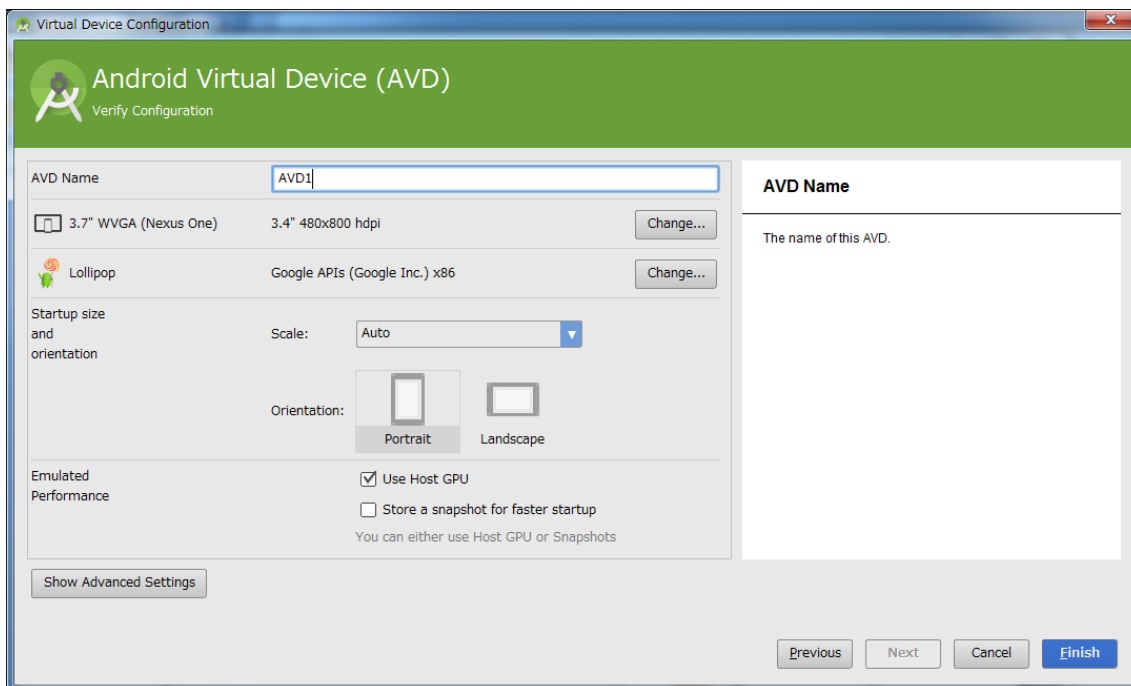 Virtual Device Configuration
Android Virtual Device (AVD)
Verify Configuration
AVD Name
AVD1
3.7" WVGA (Nexus One)
3.4" 480x800 hdpi
Change...
Lollipop
Google APIs (Google Inc.) x86
Change...
Startup size
and
orientation
Scale:
Auto
Orientation:
Portrait
Landscape
Emulated
Performance
Use Host GPU
Store a snapshot for faster startup
You can either use Host GPU or Snapshots
Show Advanced Settings
AVD Name
The name of this AVD.
Previous
Next
Cancel
Finish